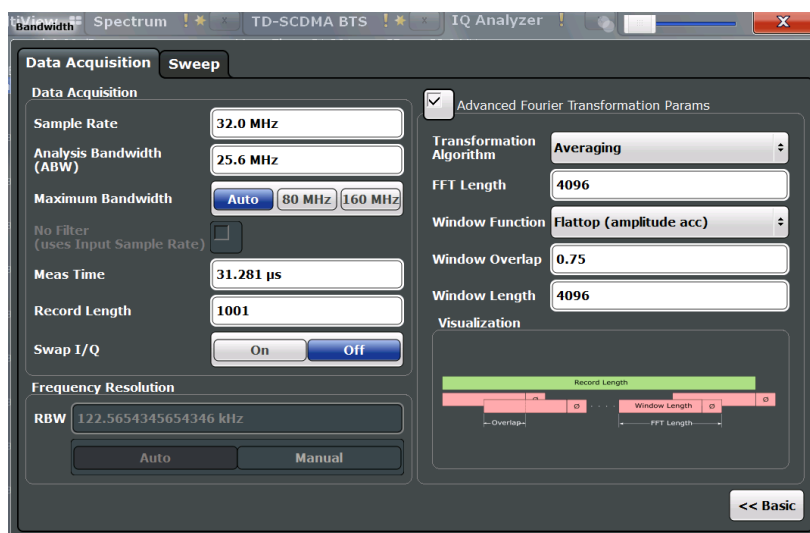 Bandwidth Spectrum ! TD-SCDMA BTS ! x IQ Analyzer ! X
Data Acquisition Sweep
Data Acquisition
Sample Rate 32.0 MHz
Analysis Bandwidth (ABW) 25.6 MHz
Maximum Bandwidth Auto 80 MHz 160 MHz
No Filter
(uses Input Sample Rate)
Meas Time 31.281 µs
Record Length 1001
Swap I/Q On Off
Frequency Resolution
RBW 122.5654345654346 kHz
Auto Manual
Advanced Fourier Transformation Params
Transformation Algorithm Averaging
FFT Length 4096
Window Function Flattop (amplitude acc)
Window Overlap 0.75
Window Length 4096
Visualization
Record Length
Ø Ø Window Length Ø Ø
Overlap FFT Length
<< Basic